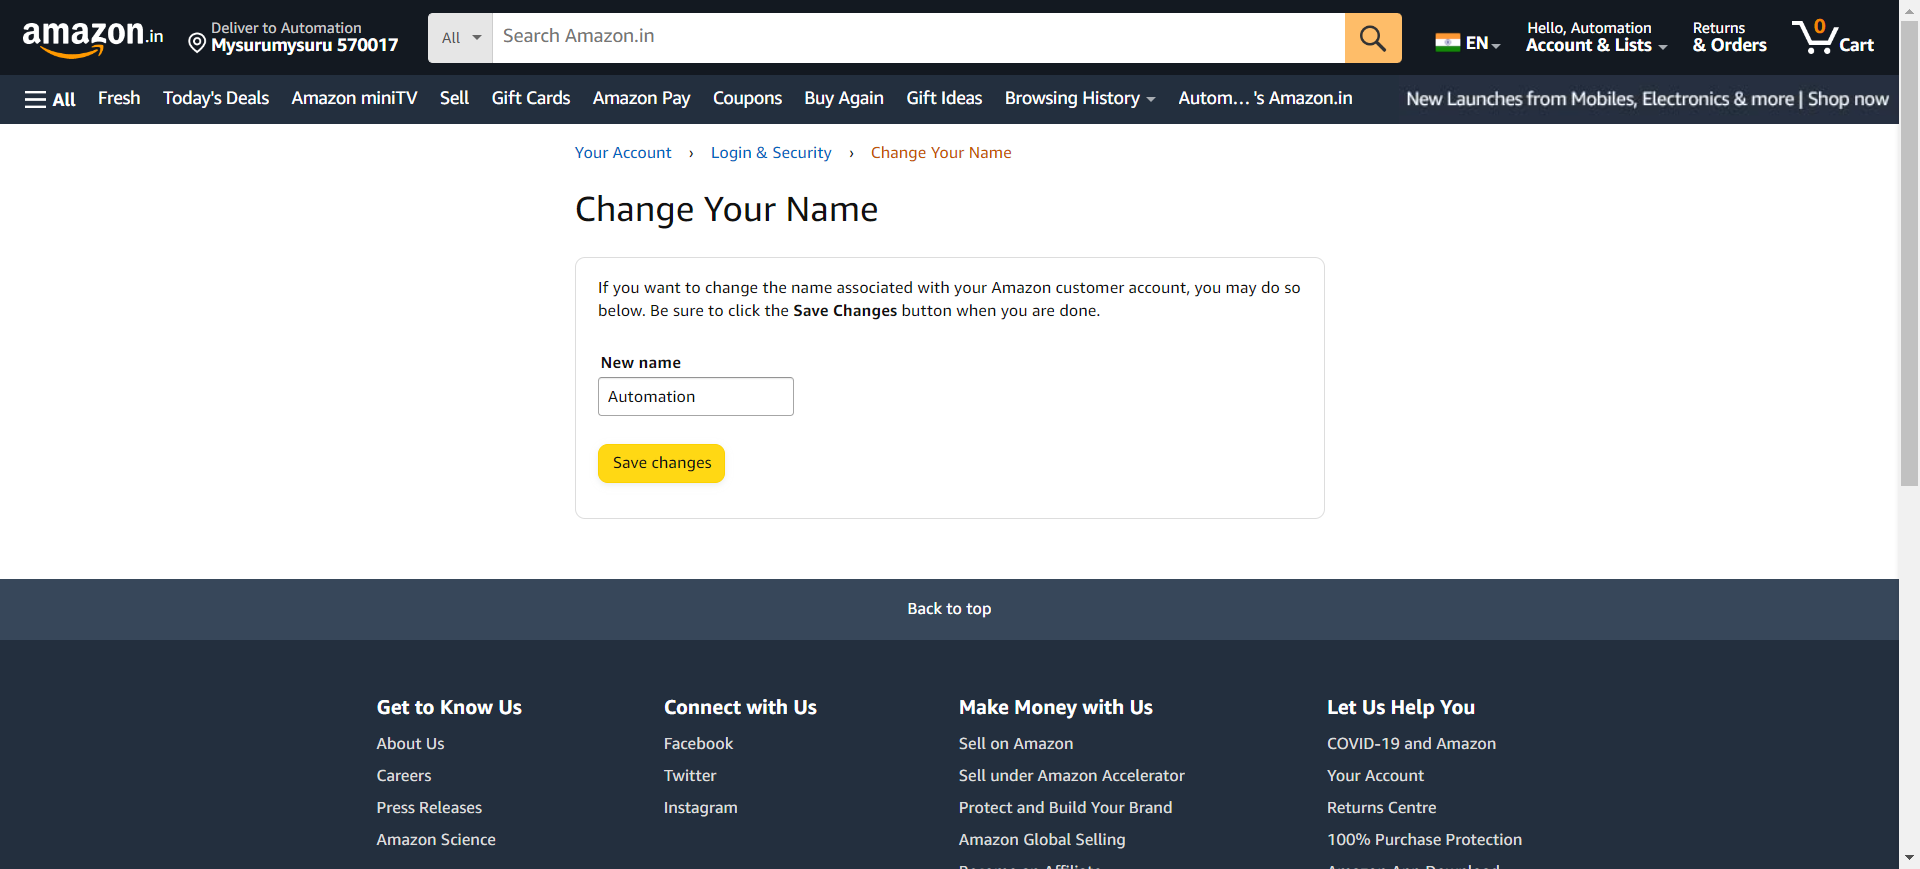 amazon.in
Deliver to Automation
Mysurumysuru 570017
All
Search Amazon.in
EN
Hello, Automation
Account & Lists
Returns
& Orders
0
Cart
All Fresh Today's Deals Amazon miniTV Sell Gift Cards Amazon Pay Coupons Buy Again Gift Ideas Browsing History Autom... 's Amazon.in New Launches from Mobiles, Electronics & more | Shop now
Your Account › Login & Security › Change Your Name
Change Your Name
If you want to change the name associated with your Amazon customer account, you may do so
below. Be sure to click the Save Changes button when you are done.
New name
Automation
Save changes
Back to top
Get to Know Us
About Us
Careers
Press Releases
Amazon Science
Connect with Us
Facebook
Twitter
Instagram
Make Money with Us
Sell on Amazon
Sell under Amazon Accelerator
Protect and Build Your Brand
Amazon Global Selling
Let Us Help You
COVID-19 and Amazon
Your Account
Returns Centre
100% Purchase Protection